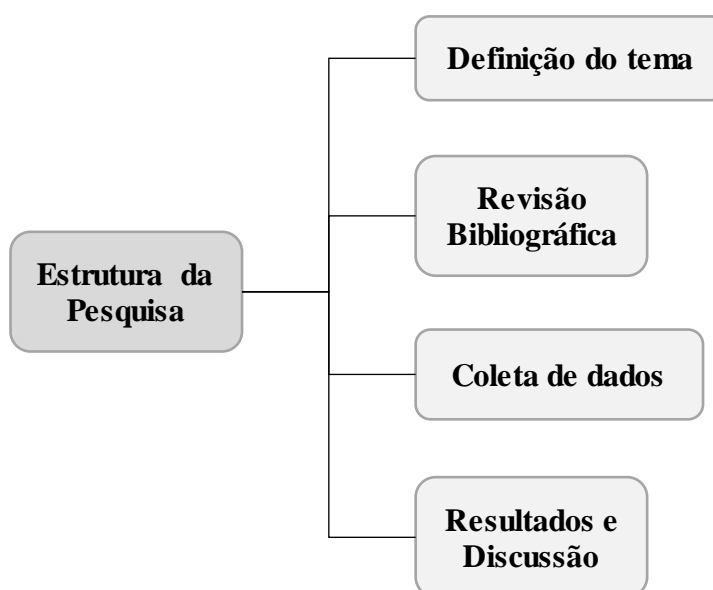 Definição do tema
Revisão
Bibliográfica
Estrutura da
Pesquisa
Coleta de dados
Resultados e
Discussão